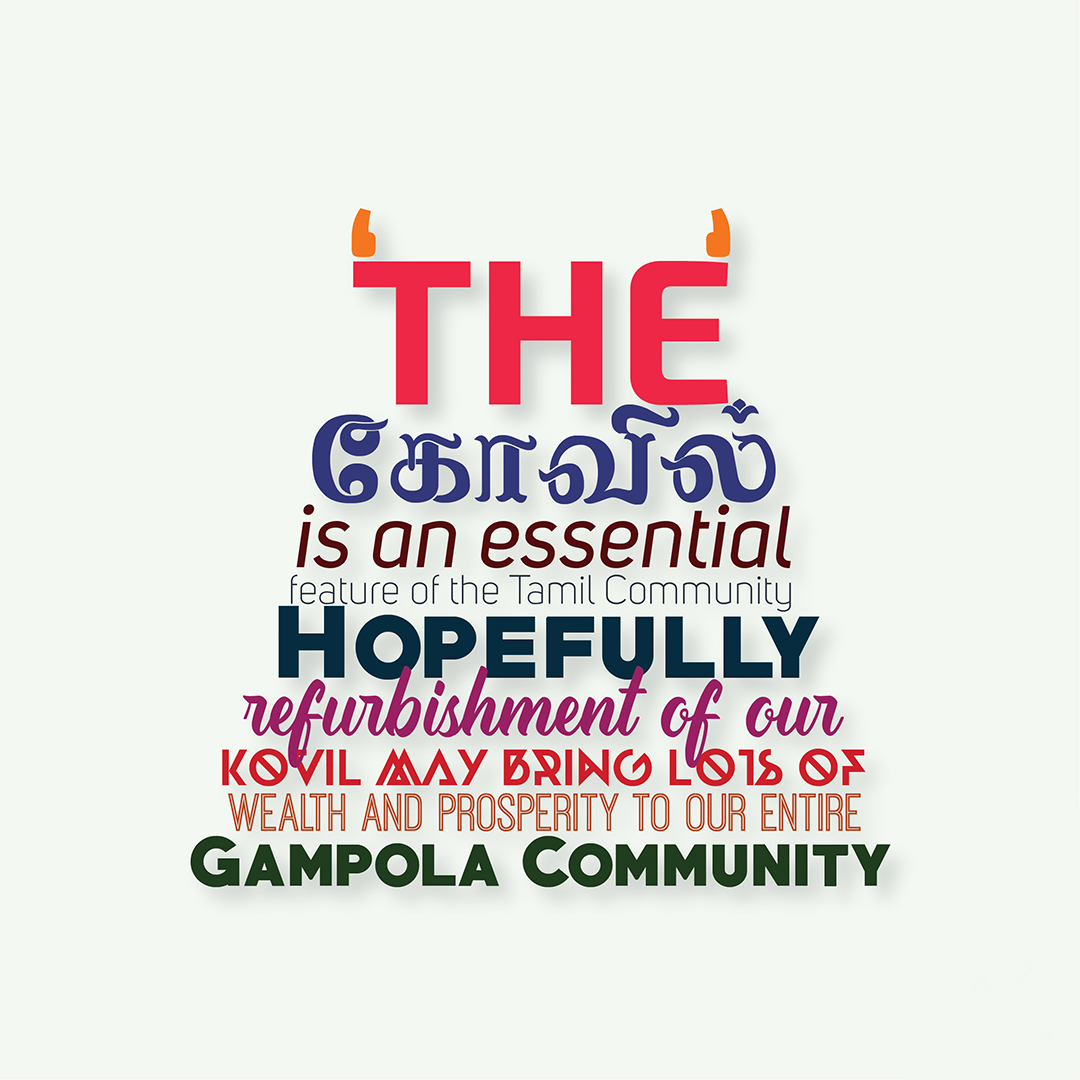 THE
கோவில்
is an essential
feature of the Tamil Community
HOPEFULLY
refurbishment of our
KOVIL MAY BRING LOTS OF
WEALTH AND PROSPERITY TO OUR ENTIRE
GAMPOLA COMMUNITY